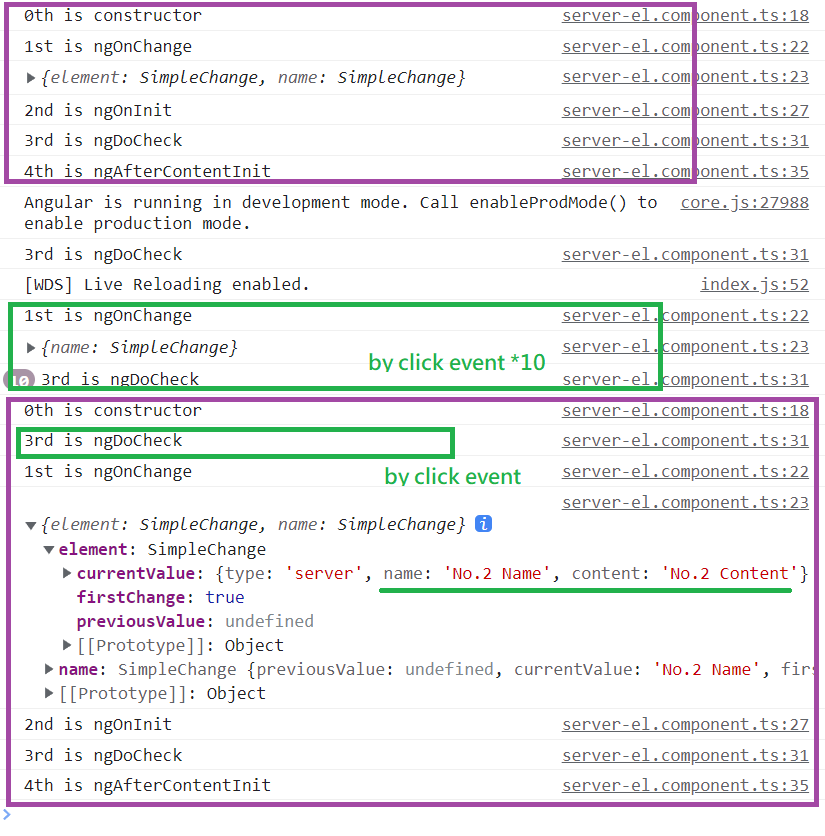 0th is constructor server-el.component.ts:18
1st is ngOnChange server-el.component.ts:22
▶{element: SimpleChange, name: SimpleChange} server-el.component.ts:23
2nd is ngOnInit server-el.component.ts:27
3rd is ngDoCheck server-el.component.ts:31
4th is ngAfterContentInit server-el.component.ts:35
Angular is running in development mode. Call enableProdMode() to core.js:27988
enable production mode.
3rd is ngDoCheck server-el.component.ts:31
[WDS] Live Reloading enabled. index.js:52
1st is ngOnChange server-el.component.ts:22
▶{name: SimpleChange} server-el.component.ts:23
by click event *10
10 3rd is ngDoCheck server-el.component.ts:31
0th is constructor server-el.component.ts:18
3rd is ngDoCheck server-el.component.ts:31
1st is ngOnChange server-el.component.ts:22
by click event
server-el.component.ts:23
▼{element: SimpleChange, name: SimpleChange} i
▼element: SimpleChange
▶currentValue: {type: 'server', name: 'No.2 Name', content: 'No.2 Content'}
firstChange: true
previousValue: undefined
▶[[Prototype]]: Object
▶name: SimpleChange {previousValue: undefined, currentValue: 'No.2 Name', firs
▶[[Prototype]]: Object
2nd is ngOnInit server-el.component.ts:27
3rd is ngDoCheck server-el.component.ts:31
4th is ngAfterContentInit server-el.component.ts:35
>